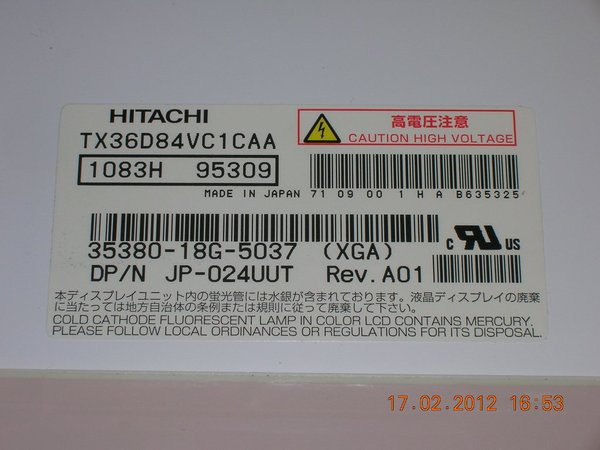 HITACHI
TX36D84VC1CAA
1083H 95309
高電圧注意
CAUTION HIGH VOLTAGE
MADE IN JAPAN 71 09 00 1 H A B635325
35380-18G-5037 (XGA)
DP/N JP-024UUT Rev.A01
c RU US
本ディスプレイユニット内の蛍光管には水銀が含まれております。液晶ディスプレイの廃棄
に当たっては地方自治体の条例または規則に従って廃棄して下さい。
COLD CATHODE FLUORESCENT LAMP IN COLOR LCD CONTAINS MERCURY.
PLEASE FOLLOW LOCAL ORDINANCES OR REGULATIONS FOR ITS DISPOSAL.
17.02.2012 16:53